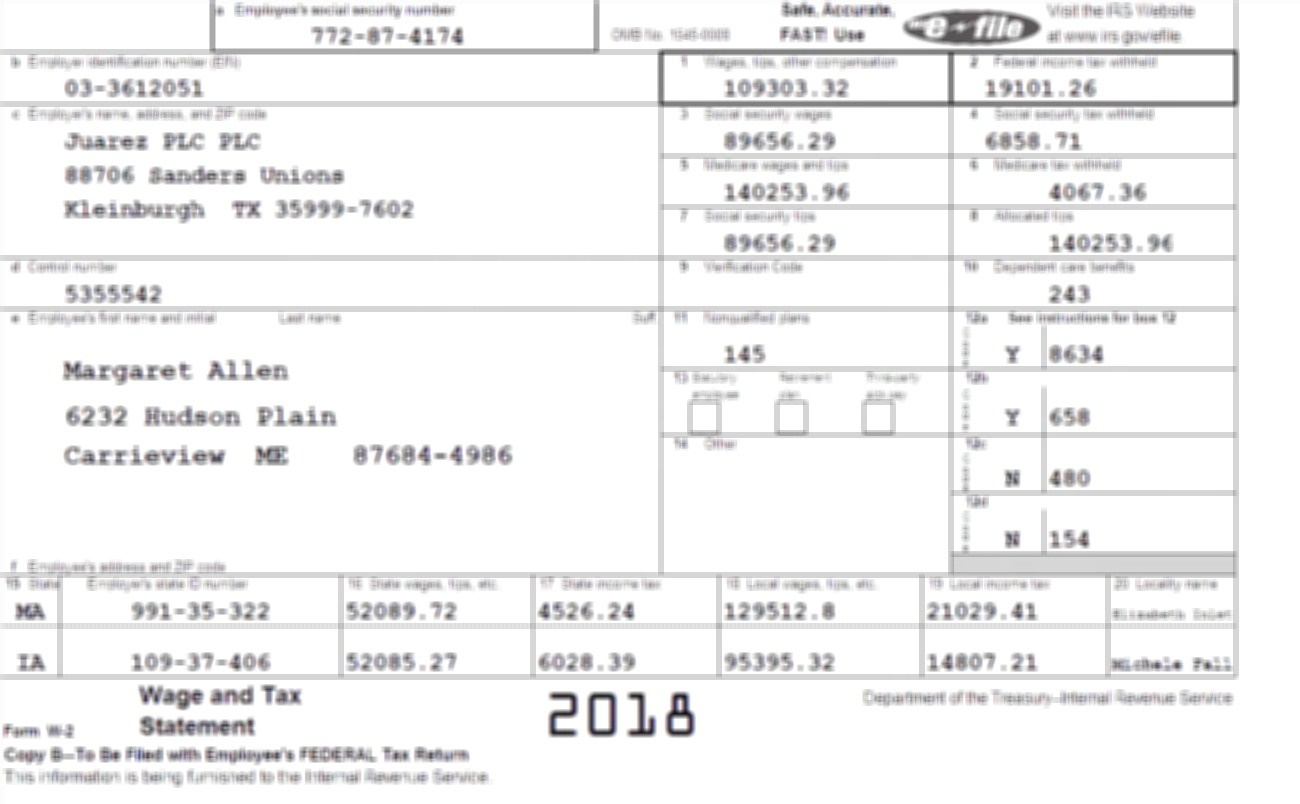 a Employee's social security number
772-87-4174
OMB No. 1545-0008
Safe, Accurate,
FAST! Use
e file
Visit the IRS Website
at www.irs.gov/efile.
b Employer identification number (EIN)
03-3612051
1 Wages, tips, other compensation
109303.32
2 Federal income tax withheld
19101.26
c Employer's name, address, and ZIP code
Juarez PLC PLC
88706 Sanders Unions
Kleinburgh TX 35999-7602
3 Social security wages
89656.29
4 Social security tax withheld
6858.71
5 Medicare wages and tips
140253.96
6 Medicare tax withheld
4067.36
7 Social security tips
89656.29
8 Allocated tips
140253.96
d Control number
5355542
9 Verification Code
10 Dependent care benefits
243
e Employee's first name and initial Last name Suff.
Margaret Allen
6232 Hudson Plain
Carrieview ME 87684-4986
11 Nonqualified plans
145
12a See instructions for box 12
Y 8634
13 Statutory employee Retirement plan Third-party sick pay
12b
Y 658
14 Other
12c
N 480
12d
N 154
f Employee's address and ZIP code
15 State Employer's state ID number 16 State wages, tips, etc. 17 State income tax 18 Local wages, tips, etc. 19 Local income tax 20 Locality name
MA 991-35-322 52089.72 4526.24 129512.8 21029.41 Elizabeth
IA 109-37-406 52085.27 6028.39 95395.32 14807.21 Michele Fall
Form W-2
Wage and Tax
Statement
2018
Department of the Treasury—Internal Revenue Service
Copy B—To Be Filed with Employee's FEDERAL Tax Return
This information is being furnished to the Internal Revenue Service.